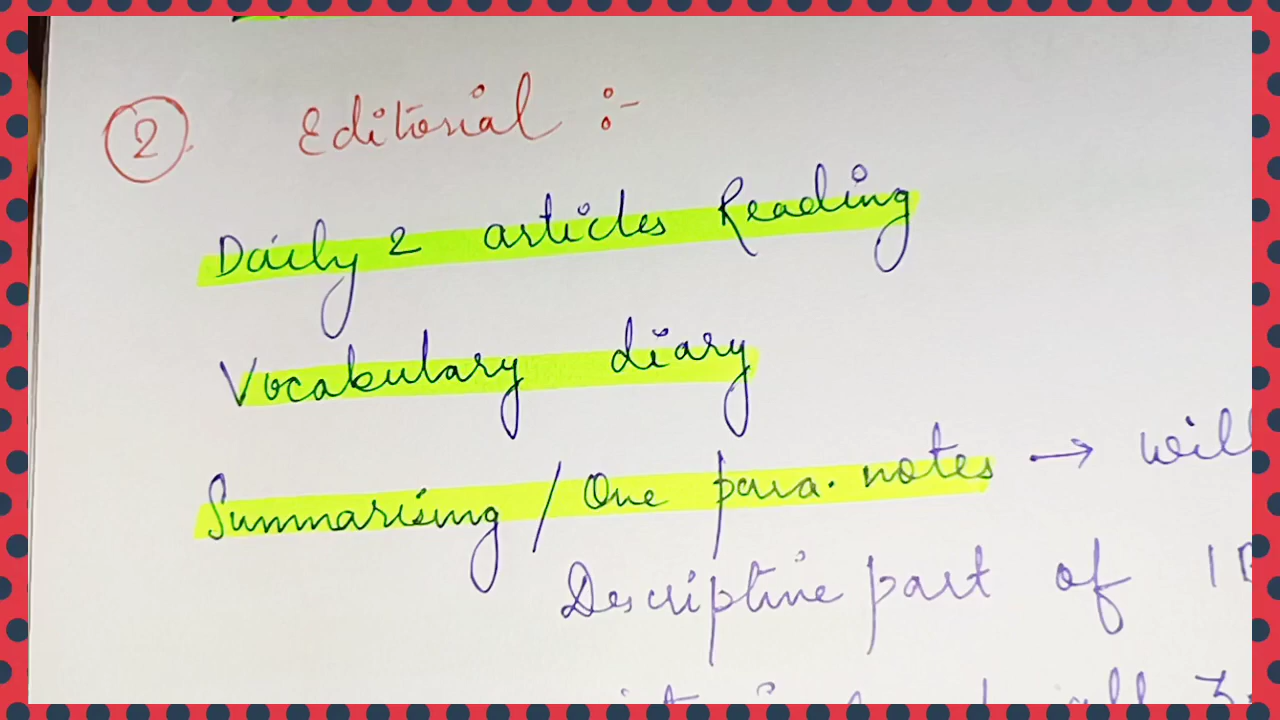 2. Editorial :-
Daily 2 articles Reading
Vocabulary diary
Summarising / One para. notes → will
Descriptive part of